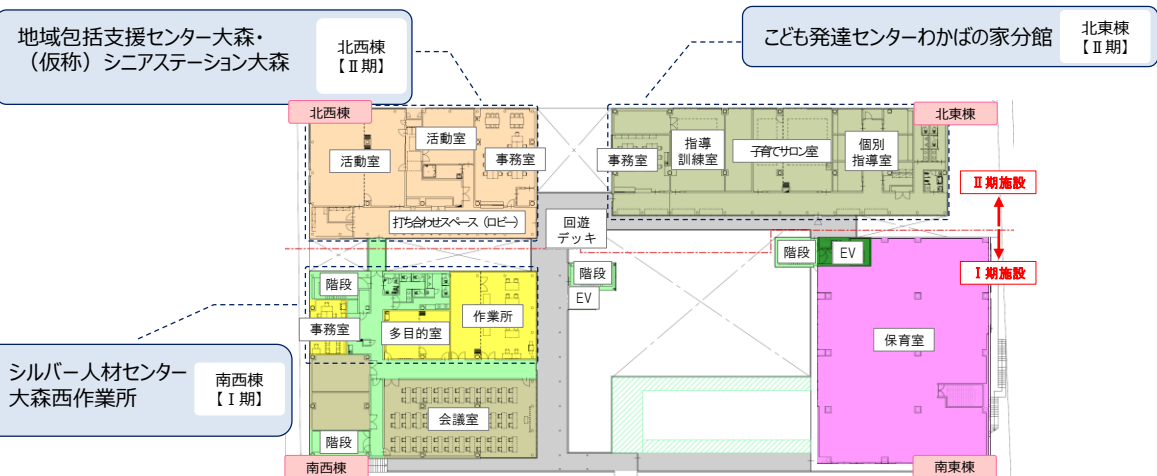 地域包括支援センター大森・
（仮称）シニアステーション大森
北西棟
【Ⅱ期】
こども発達センターわかばの家分館
北東棟
【Ⅱ期】
北西棟
北東棟
活動室
活動室
事務室
事務室
指導
訓練室
子育てサロン室
個別
指導室
打ち合わせスペース（ロビー）
回遊
デッキ
Ⅱ期施設
Ⅰ期施設
階段
EV
階段
EV
階段
事務室
多目的室
作業所
保育室
シルバー人材センター
大森西作業所
南西棟
【Ⅰ期】
会議室
階段
南西棟
南東棟